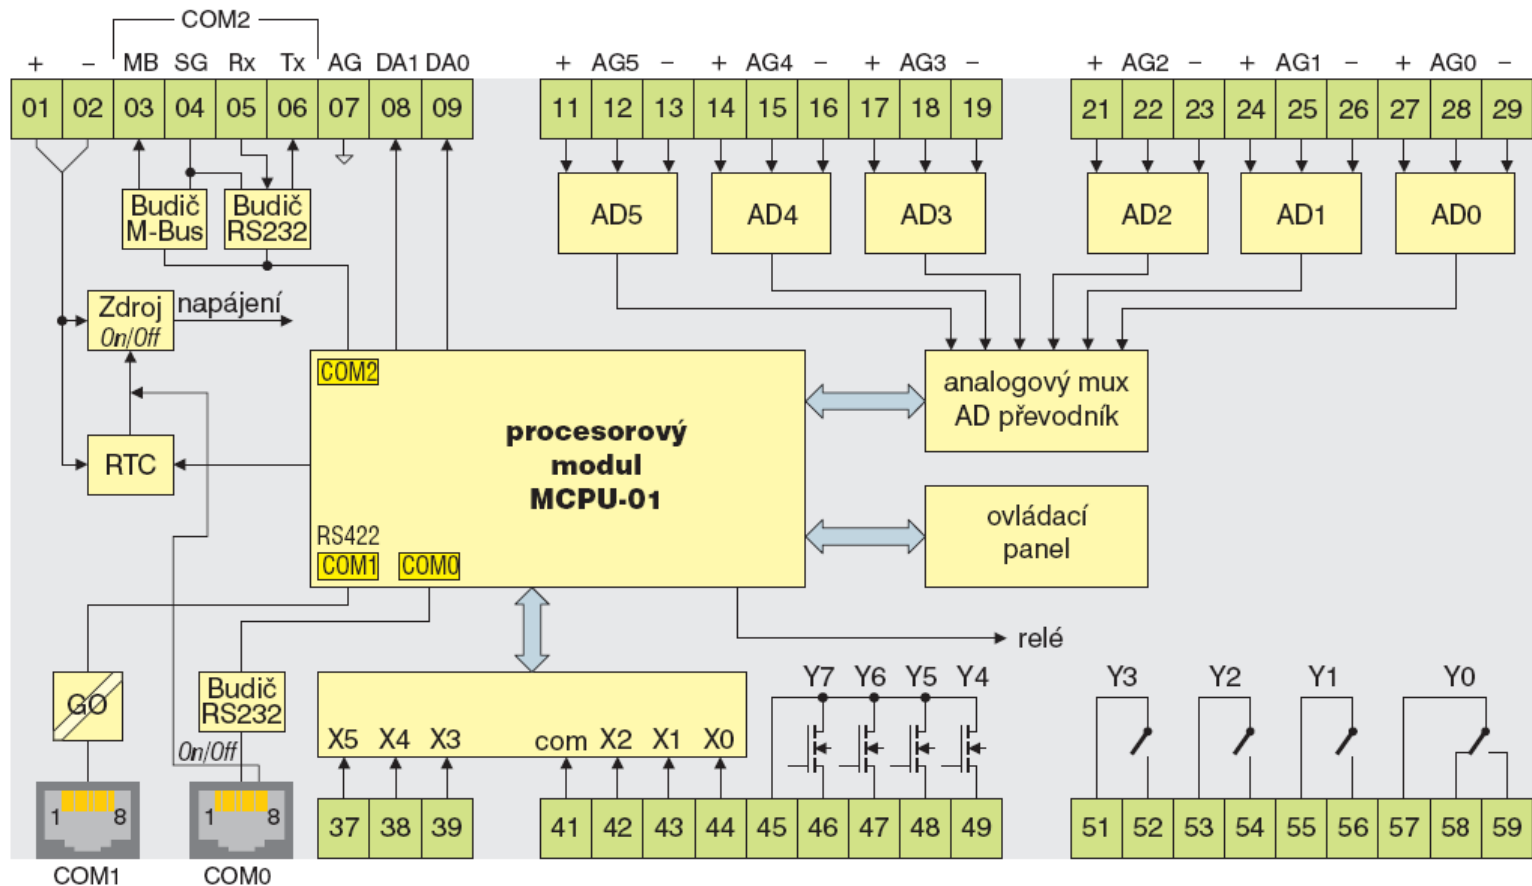 COM2
+ – MB SG Rx Tx AG DA1 DA0 + AG5 – + AG4 – + AG3 – + AG2 – + AG1 – + AG0 –
01 02 03 04 05 06 07 08 09 11 12 13 14 15 16 17 18 19 21 22 23 24 25 26 27 28 29
Budič
M-Bus
Budič
RS232
AD5 AD4 AD3 AD2 AD1 AD0
Zdroj
On/Off
napájení
COM2
analogový mux
AD převodník
procesorový
modul
MCPU-01
RTC
ovládací
panel
RS422
COM1 COM0
relé
GO
Budič
RS232
On/Off
X5 X4 X3 com X2 X1 X0
Y7 Y6 Y5 Y4 Y3 Y2 Y1 Y0
1 8 1 8
37 38 39 41 42 43 44 45 46 47 48 49 51 52 53 54 55 56 57 58 59
COM1 COM0